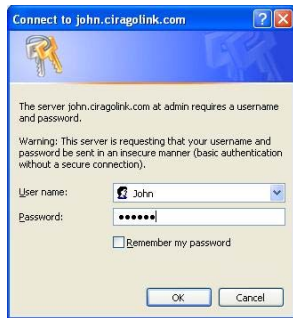 Connect to john.ciragolink.com
The server john.ciragolink.com at admin requires a username
and password.
Warning: This server is requesting that your username and
password be sent in an insecure manner (basic authentication
without a secure connection).
User name:
John
Password:
••••••
Remember my password
OK
Cancel